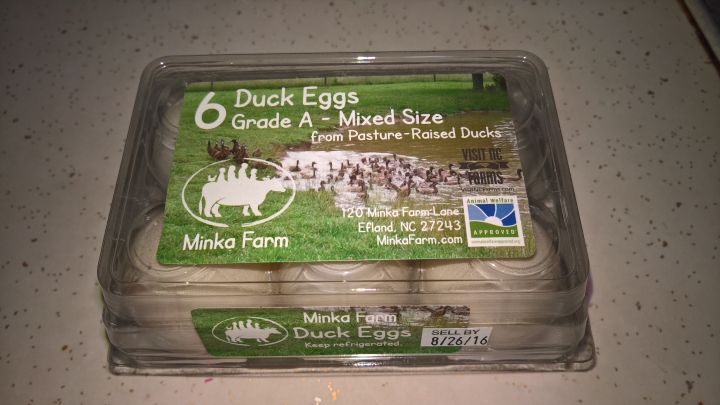 6 Duck Eggs
Grade A - Mixed Size
from Pasture-Raised Ducks
VISIT NC
FARMS
Minka Farm
120 Minka Farm Lane
Efland, NC 27243
MinkaFarm.com
Animal Welfare
APPROVED
Minka Farm
Duck Eggs
Keep refrigerated.
SELL BY
8/26/16